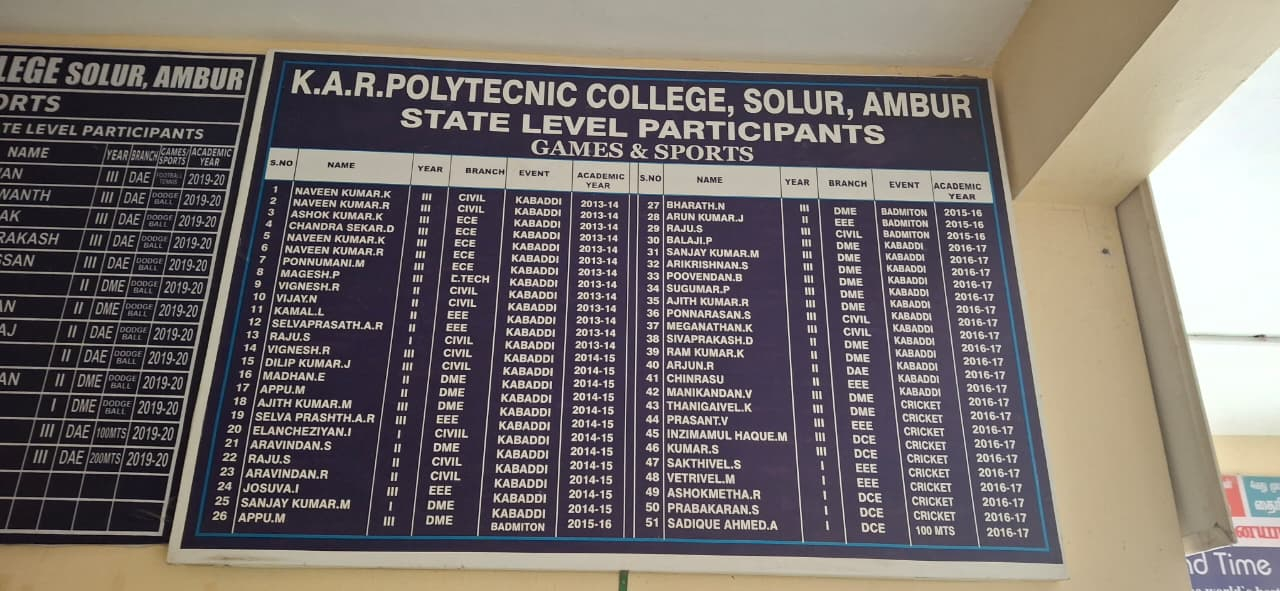 LEGE SOLUR, AMBUR
ORTS
TE LEVEL PARTICIPANTS
NAME YEAR BRANCH GAMES/SPORTS ACADEMIC YEAR
AN III DAE FOOTBALL TENNIS 2019-20
WANTH III DAE DODGE BALL 2019-20
AK III DAE DODGE BALL 2019-20
RAKASH III DAE DODGE BALL 2019-20
SSAN III DAE DODGE BALL 2019-20
II DME DODGE BALL 2019-20
AN II DME DODGE BALL 2019-20
AJ II DAE DODGE BALL 2019-20
II DAE DODGE BALL 2019-20
AN II DME DODGE BALL 2019-20
I DME DODGE BALL 2019-20
III DAE 100MTS 2019-20
III DAE 200MTS 2019-20
K.A.R.POLYTECNIC COLLEGE, SOLUR, AMBUR
STATE LEVEL PARTICIPANTS
GAMES & SPORTS
S.NO NAME YEAR BRANCH EVENT ACADEMIC YEAR
1 NAVEEN KUMAR.K III CIVIL KABADDI 2013-14
2 NAVEEN KUMAR.R III CIVIL KABADDI 2013-14
3 ASHOK KUMAR.K III ECE KABADDI 2013-14
4 CHANDRA SEKAR.D III ECE KABADDI 2013-14
5 NAVEEN KUMAR.K III ECE KABADDI 2013-14
6 NAVEEN KUMAR.R III ECE KABADDI 2013-14
7 PONNUMANI.M III ECE KABADDI 2013-14
8 MAGESH.P III E.TECH KABADDI 2013-14
9 VIGNESH.R II CIVIL KABADDI 2013-14
10 VIJAY.N II CIVIL KABADDI 2013-14
11 KAMAL.L II EEE KABADDI 2013-14
12 SELVAPRASATH.A.R II EEE KABADDI 2013-14
13 RAJU.S I CIVIL KABADDI 2013-14
14 VIGNESH.R III CIVIL KABADDI 2014-15
15 DILIP KUMAR.J III CIVIL KABADDI 2014-15
16 MADHAN.E II DME KABADDI 2014-15
17 APPU.M II DME KABADDI 2014-15
18 AJITH KUMAR.M III DME KABADDI 2014-15
19 SELVA PRASHTH.A.R III EEE KABADDI 2014-15
20 ELANCHEZIYAN.I I CIVIIL KABADDI 2014-15
21 ARAVINDAN.S II DME KABADDI 2014-15
22 RAJU.S II CIVIL KABADDI 2014-15
23 ARAVINDAN.R II CIVIL KABADDI 2014-15
24 JOSUVA.I III EEE KABADDI 2014-15
25 SANJAY KUMAR.M I DME KABADDI 2014-15
26 APPU.M III DME BADMITON 2015-16
S.NO NAME YEAR BRANCH EVENT ACADEMIC YEAR
27 BHARATH.N III DME BADMITON 2015-16
28 ARUN KUMAR.J II EEE BADMITON 2015-16
29 RAJU.S III CIVIL BADMITON 2015-16
30 BALAJI.P III DME KABADDI 2016-17
31 SANJAY KUMAR.M III DME KABADDI 2016-17
32 ARIKRISHNAN.S III DME KABADDI 2016-17
33 POOVENDAN.B III DME KABADDI 2016-17
34 SUGUMAR.P III DME KABADDI 2016-17
35 AJITH KUMAR.R III DME KABADDI 2016-17
36 PONNARASAN.S III CIVIL KABADDI 2016-17
37 MEGANATHAN.K III CIVIL KABADDI 2016-17
38 SIVAPRAKASH.D II DME KABADDI 2016-17
39 RAM KUMAR.K II DME KABADDI 2016-17
40 ARJUN.R II DAE KABADDI 2016-17
41 CHINRASU II EEE KABADDI 2016-17
42 MANIKANDAN.V III DME KABADDI 2016-17
43 THANIGAIVEL.K III DME CRICKET 2016-17
44 PRASANT.V III EEE CRICKET 2016-17
45 INZIMAMUL HAQUE.M III DCE CRICKET 2016-17
46 KUMAR.S III DCE CRICKET 2016-17
47 SAKTHIVEL.S I EEE CRICKET 2016-17
48 VETRIVEL.M I EEE CRICKET 2016-17
49 ASHOKMETHA.R I DCE CRICKET 2016-17
50 PRABAKARAN.S I DCE CRICKET 2016-17
51 SADIQUE AHMED.A I DCE 100 MTS 2016-17
nd Time